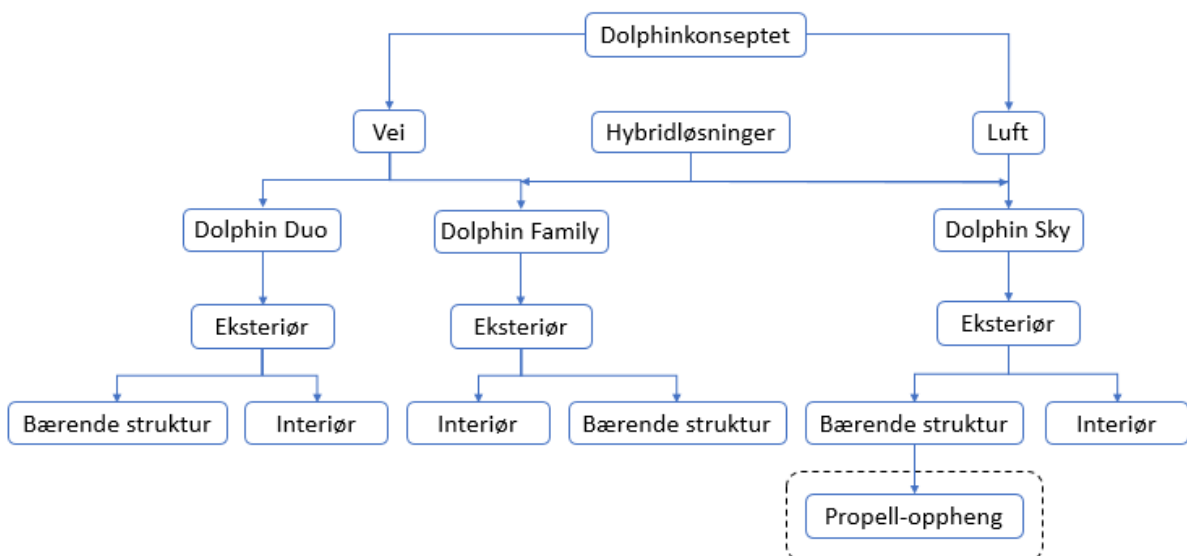 Dolphinkonseptet
Vei
Hybridløsninger
Luft
Dolphin Duo
Dolphin Family
Dolphin Sky
Eksteriør
Eksteriør
Eksteriør
Bærende struktur
Interiør
Interiør
Bærende struktur
Bærende struktur
Interiør
Propell-oppheng